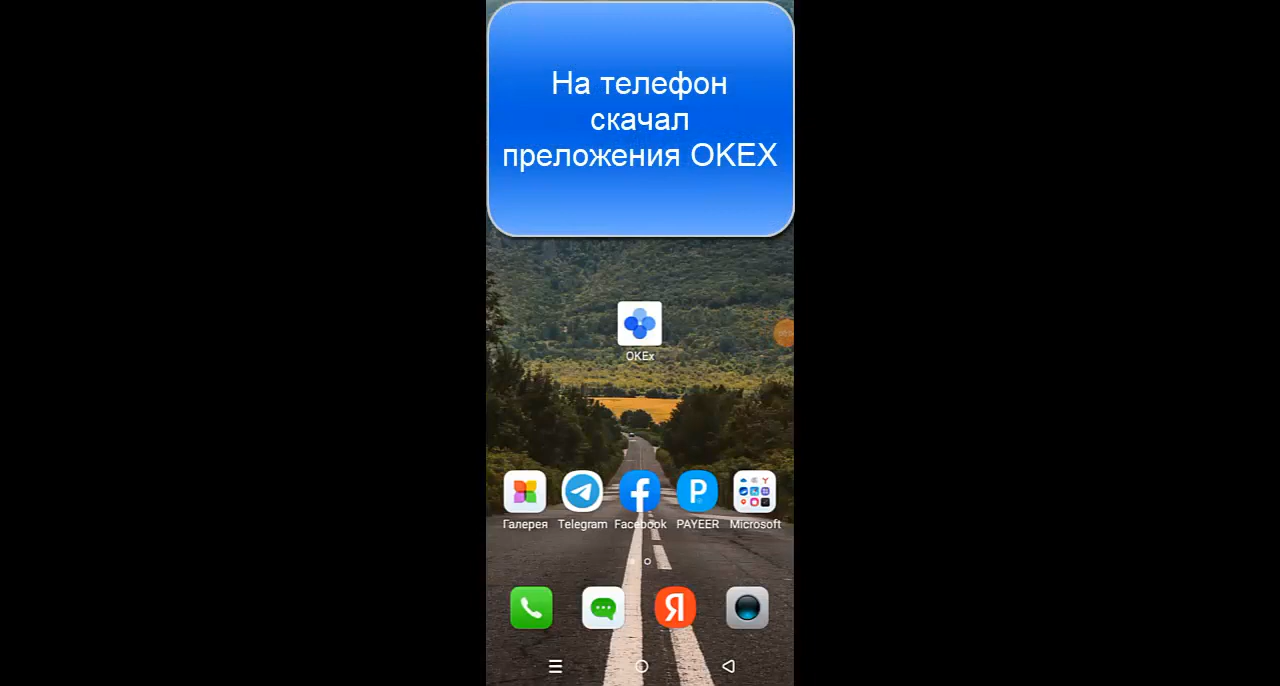 На телефон
скачал
преложения OKEX
OKEx
Галерея Telegram Facebook PAYEER Microsoft